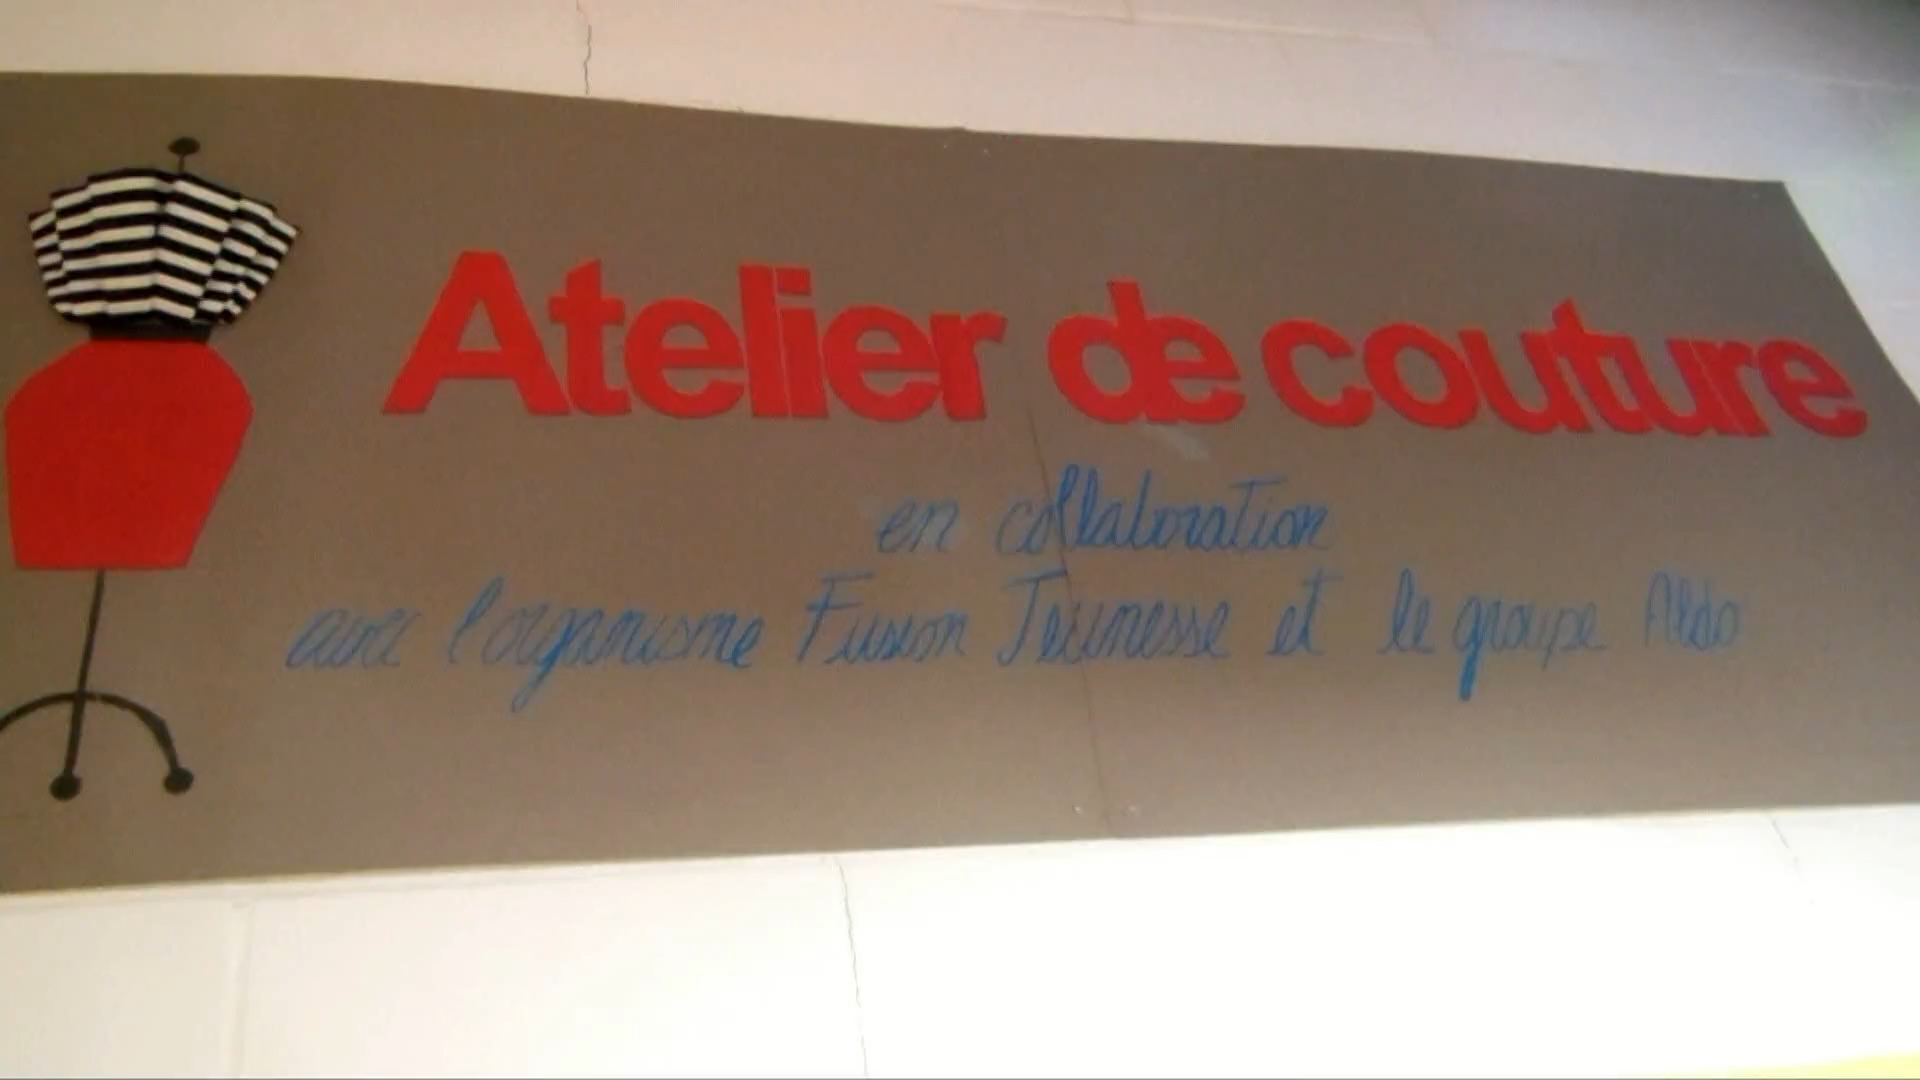 Atelier de couture
en collaboration
avec l'organisme Fusion Jeunesse et le groupe Aldo